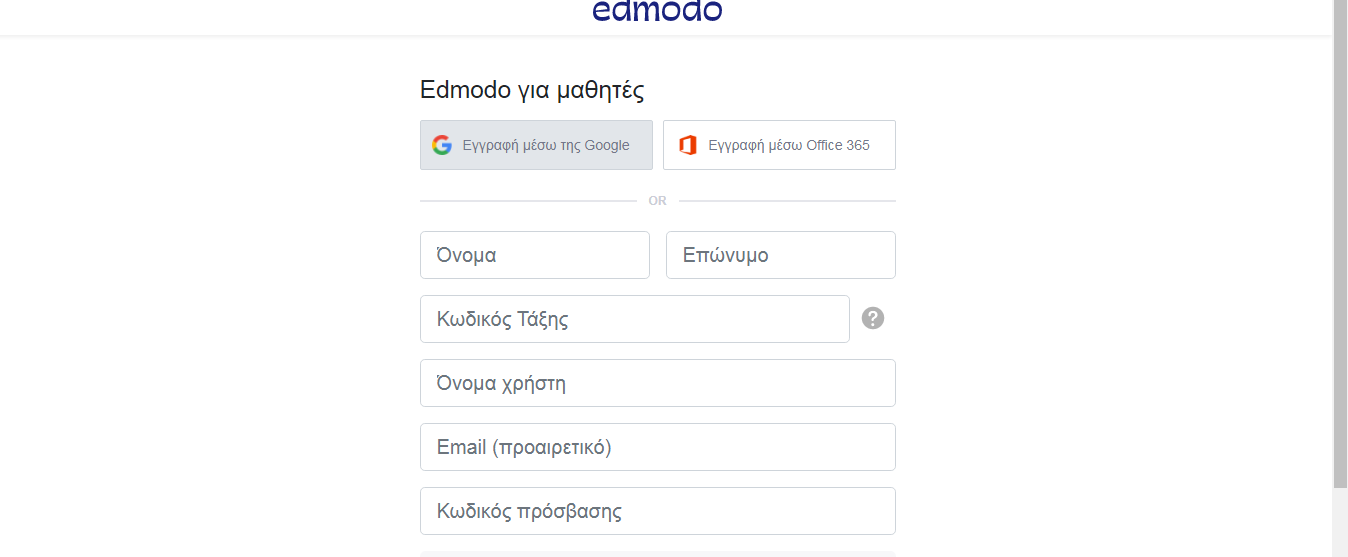 edmodo
Edmodo για μαθητές
Εγγραφή μέσω της Google
Εγγραφή μέσω Office 365
OR
Όνομα
Επώνυμο
Κωδικός Τάξης
?
Όνομα χρήστη
Email (προαιρετικό)
Κωδικός πρόσβασης